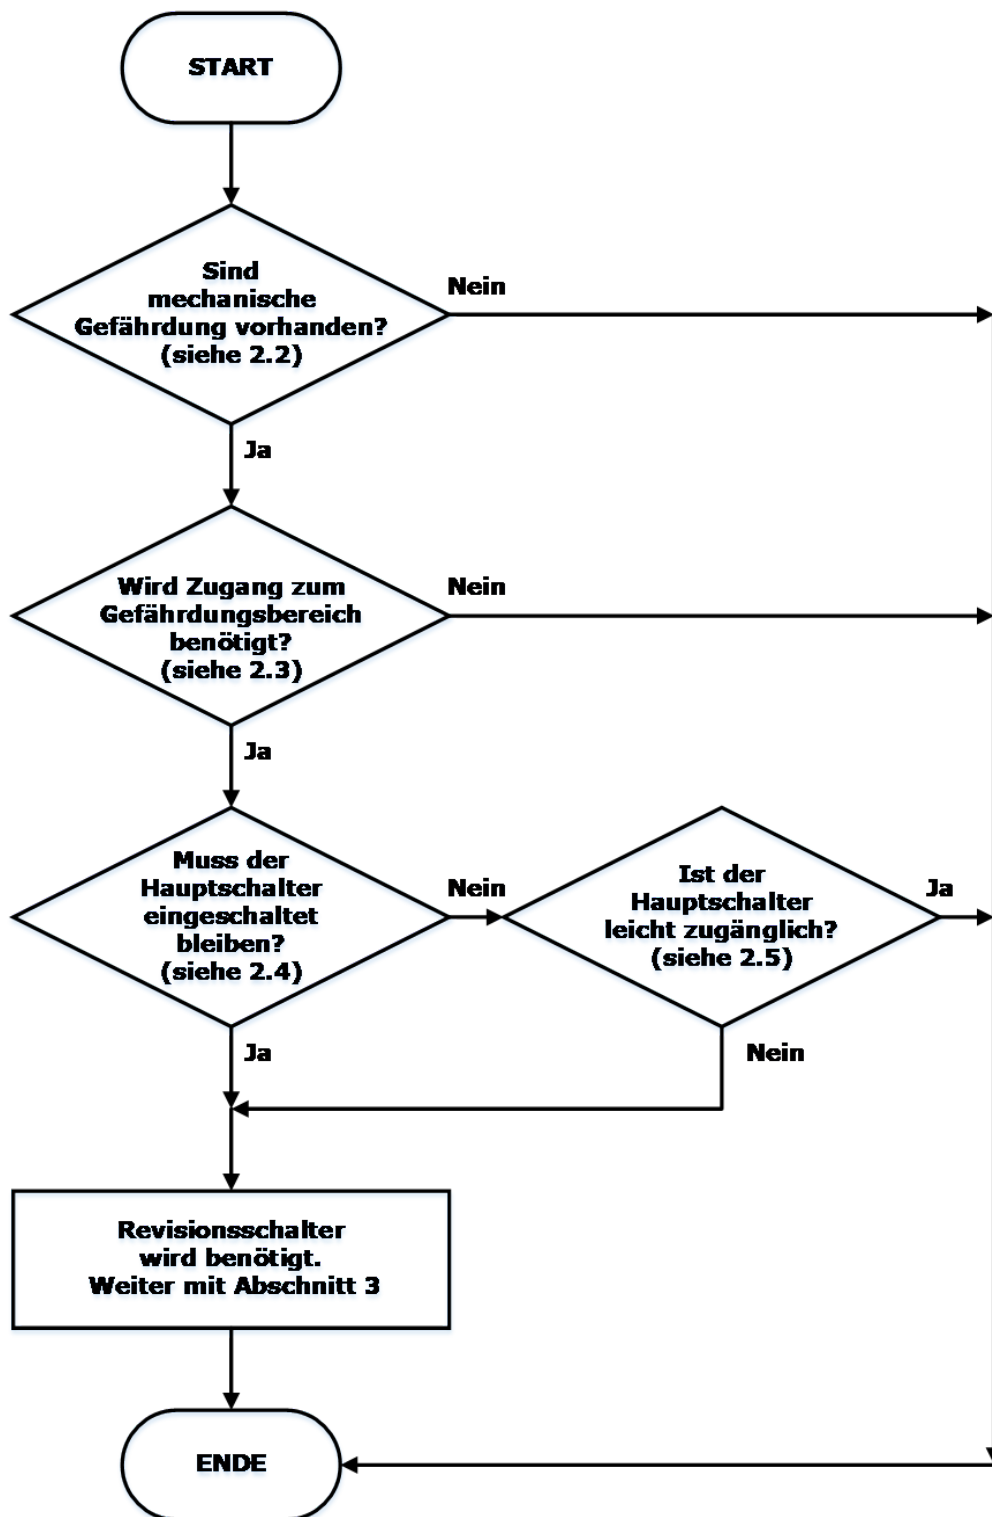 START
Sind
mechanische
Gefährdung vorhanden?
(siehe 2.2)
Nein
Ja
Wird Zugang zum
Gefährdungsbereich
benötigt?
(siehe 2.3)
Nein
Ja
Muss der
Hauptschalter
eingeschaltet
bleiben?
(siehe 2.4)
Nein
Ja
Ist der
Hauptschalter
leicht zugänglich?
(siehe 2.5)
Ja
Nein
Revisionsschalter
wird benötigt.
Weiter mit Abschnitt 3
ENDE